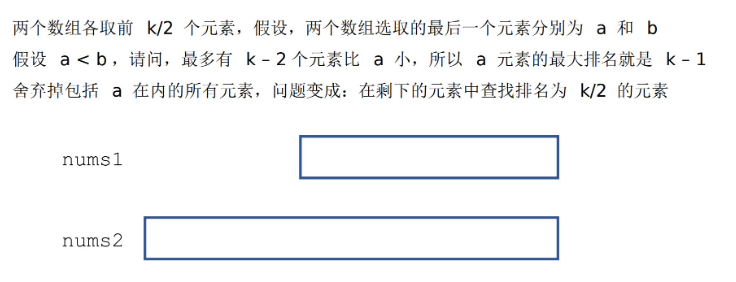 两个数组各取前 k/2 个元素，假设，两个数组选取的最后一个元素分别为 a 和 b
假设 a < b，请问，最多有 k – 2 个元素比 a 小，所以 a 元素的最大排名就是 k – 1
舍弃掉包括 a 在内的所有元素，问题变成：在剩下的元素中查找排名为 k/2 的元素
nums1
nums2